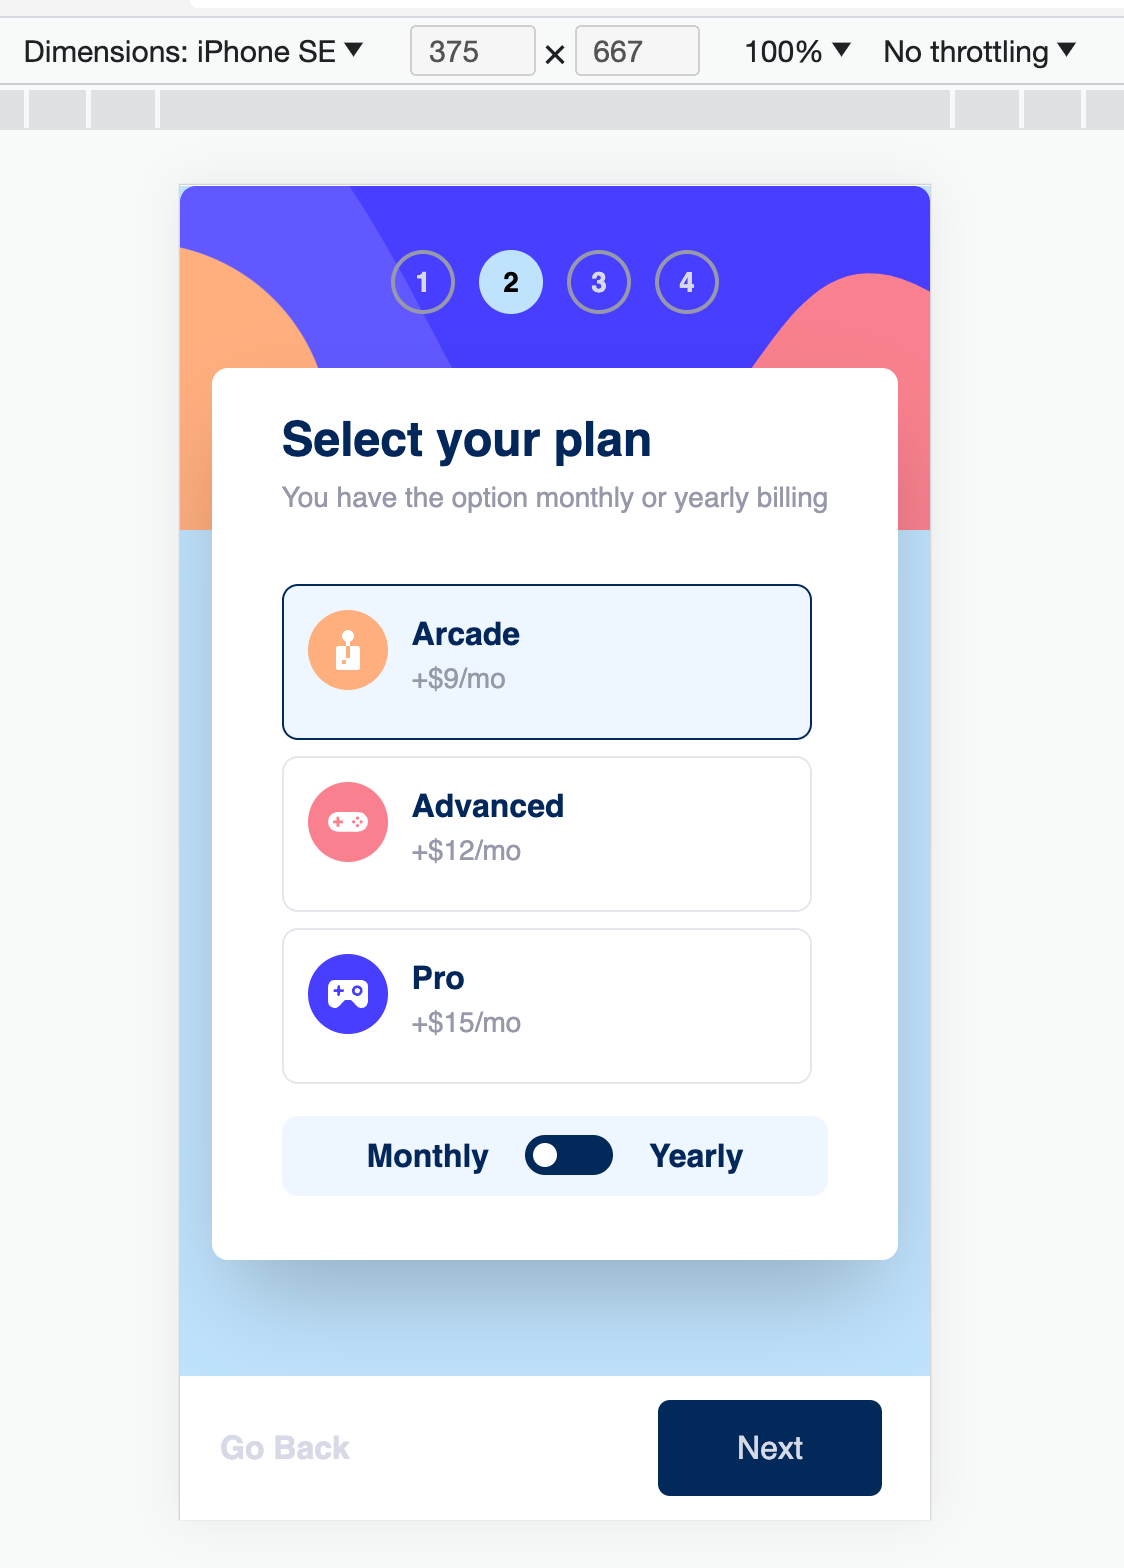 Dimensions: iPhone SE ▼ 375 × 667 100% ▼ No throttling ▼
1 2 3 4
Select your plan
You have the option monthly or yearly billing
Arcade
+$9/mo
Advanced
+$12/mo
Pro
+$15/mo
Monthly Yearly
Go Back Next